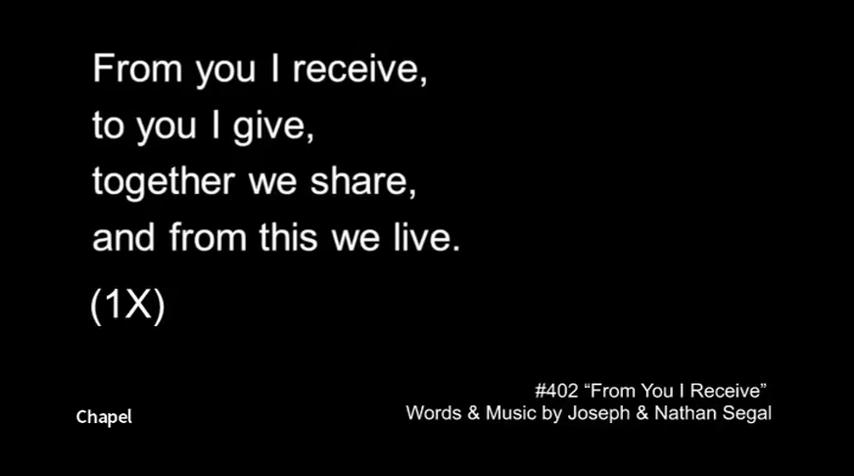 From you I receive,
to you I give,
together we share,
and from this we live.
(1X)
#402 “From You I Receive”
Words & Music by Joseph & Nathan Segal
Chapel